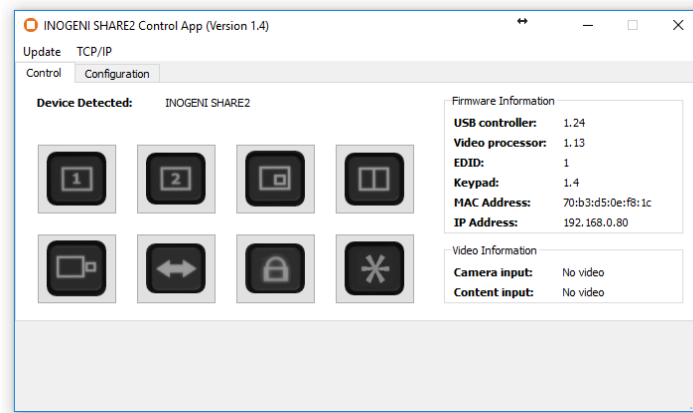 INOGENI SHARE2 Control App (Version 1.4)
Update TCP/IP
Control Configuration
Device Detected: INOGENI SHARE2
1
2
Firmware Information
USB controller: 1.24
Video processor: 1.13
EDID: 1
Keypad: 1.4
MAC Address: 70:b3:d5:0e:f8:1c
IP Address: 192.168.0.80
Video Information
Camera input: No video
Content input: No video